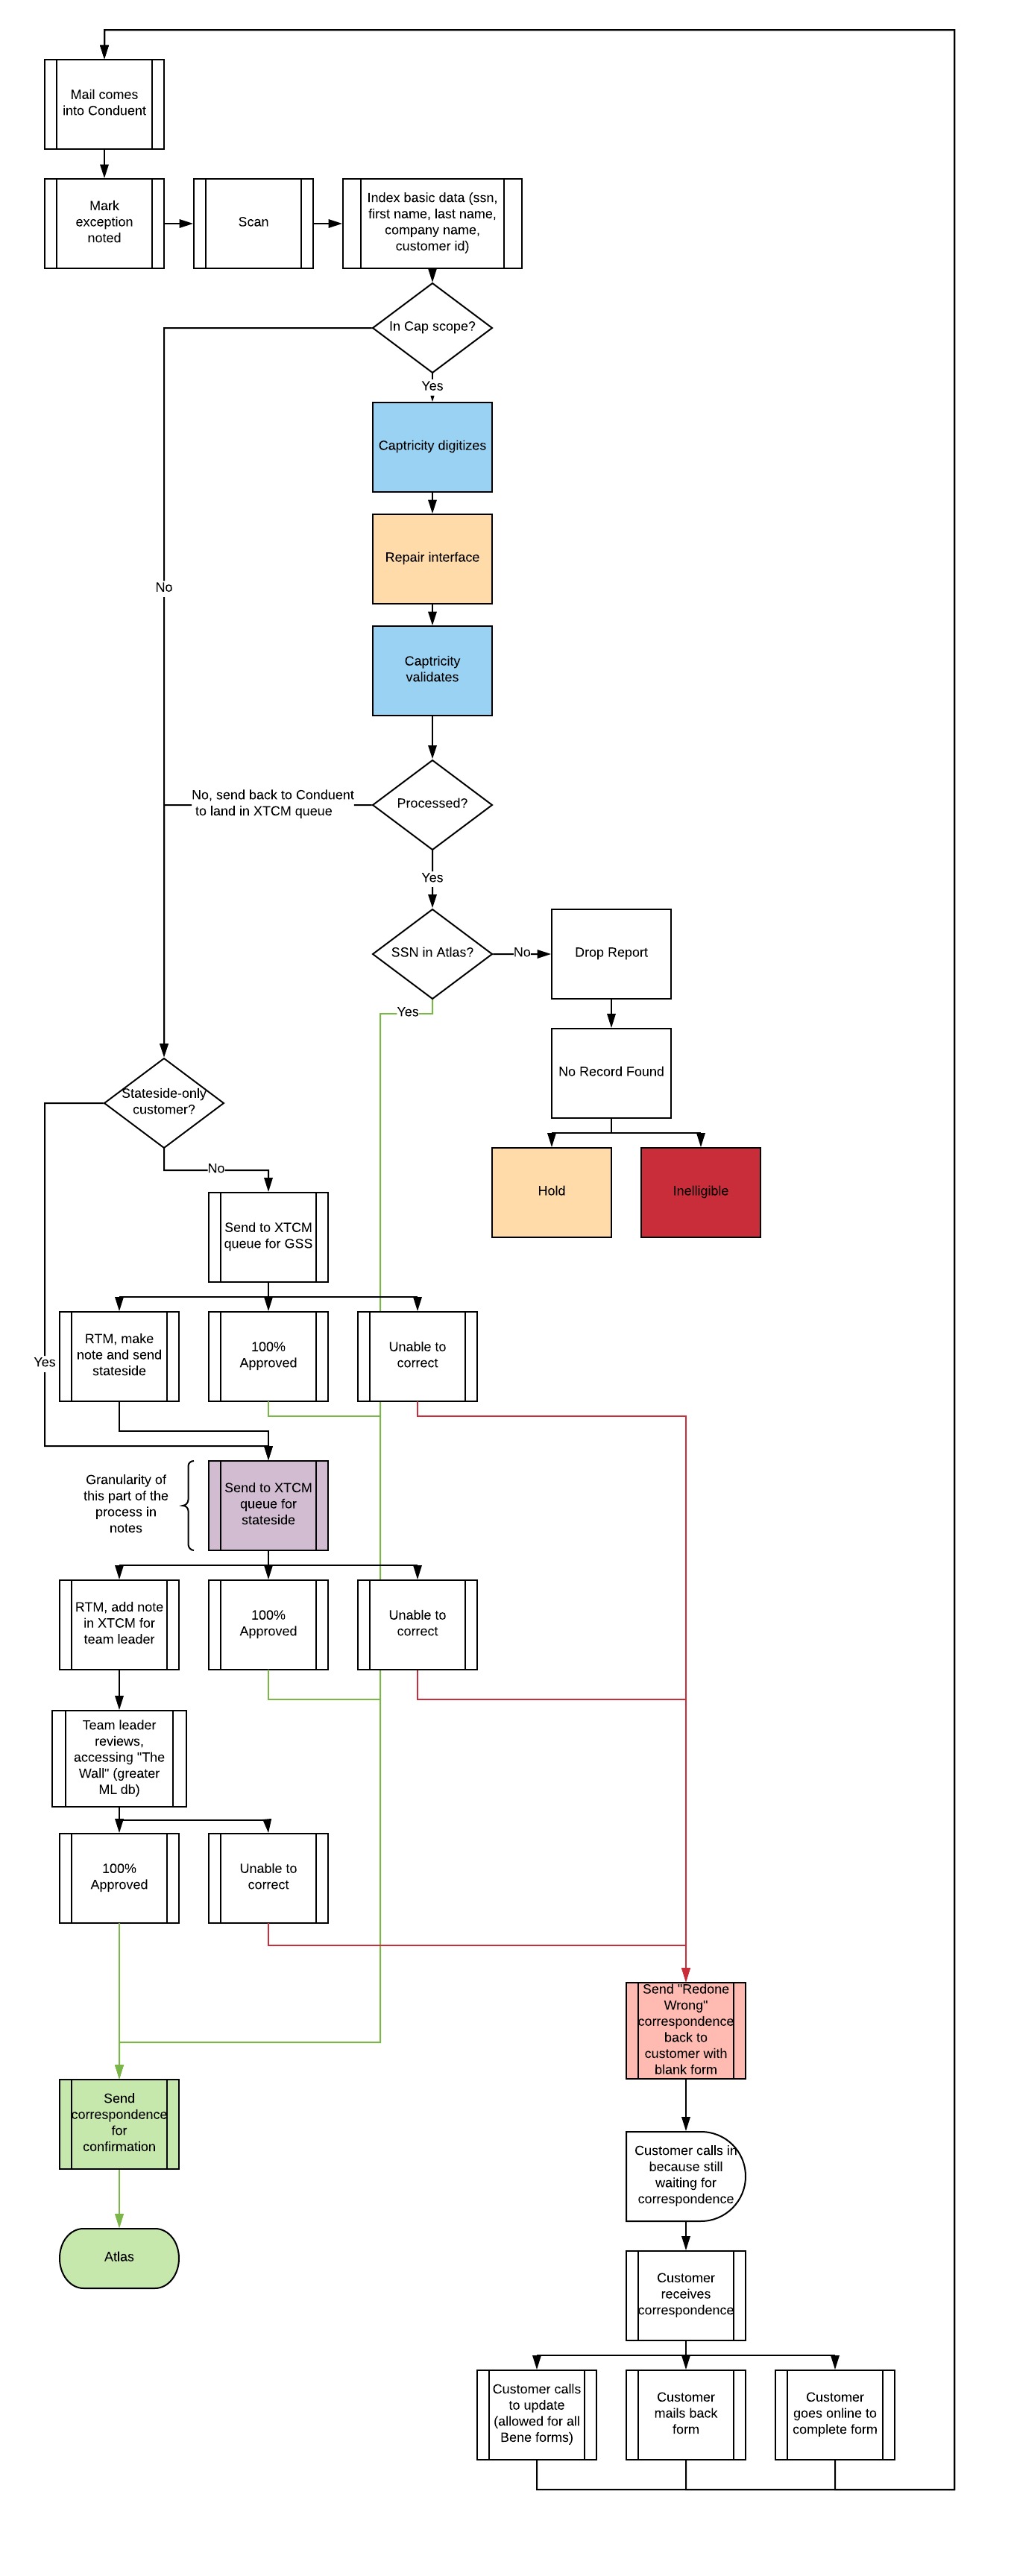 Mail comes
into Conduent
Mark
exception
noted
Scan
Index basic data (ssn,
first name, last name,
company name,
customer id)
In Cap scope?
Yes
Captricity digitizes
Repair interface
No
Captricity
validates
No, send back to Conduent
to land in XTCM queue
Processed?
Yes
SSN in Atlas?
No
Drop Report
Yes
No Record Found
Stateside-only
customer?
No
Hold
Inelligible
Send to XTCM
queue for GSS
Yes
RTM, make
note and send
stateside
100%
Approved
Unable to
correct
Granularity of
this part of the
process in
notes
Send to XTCM
queue for
stateside
RTM, add note
in XTCM for
team leader
100%
Approved
Unable to
correct
Team leader
reviews,
accessing "The
Wall" (greater
ML db)
100%
Approved
Unable to
correct
Send "Redone
Wrong"
correspondence
back to
customer with
blank form
Send
correspondence
for
confirmation
Customer calls in
because still
waiting for
correspondence
Atlas
Customer
receives
correspondence
Customer calls
to update
(allowed for all
Bene forms)
Customer
mails back
form
Customer
goes online to
complete form